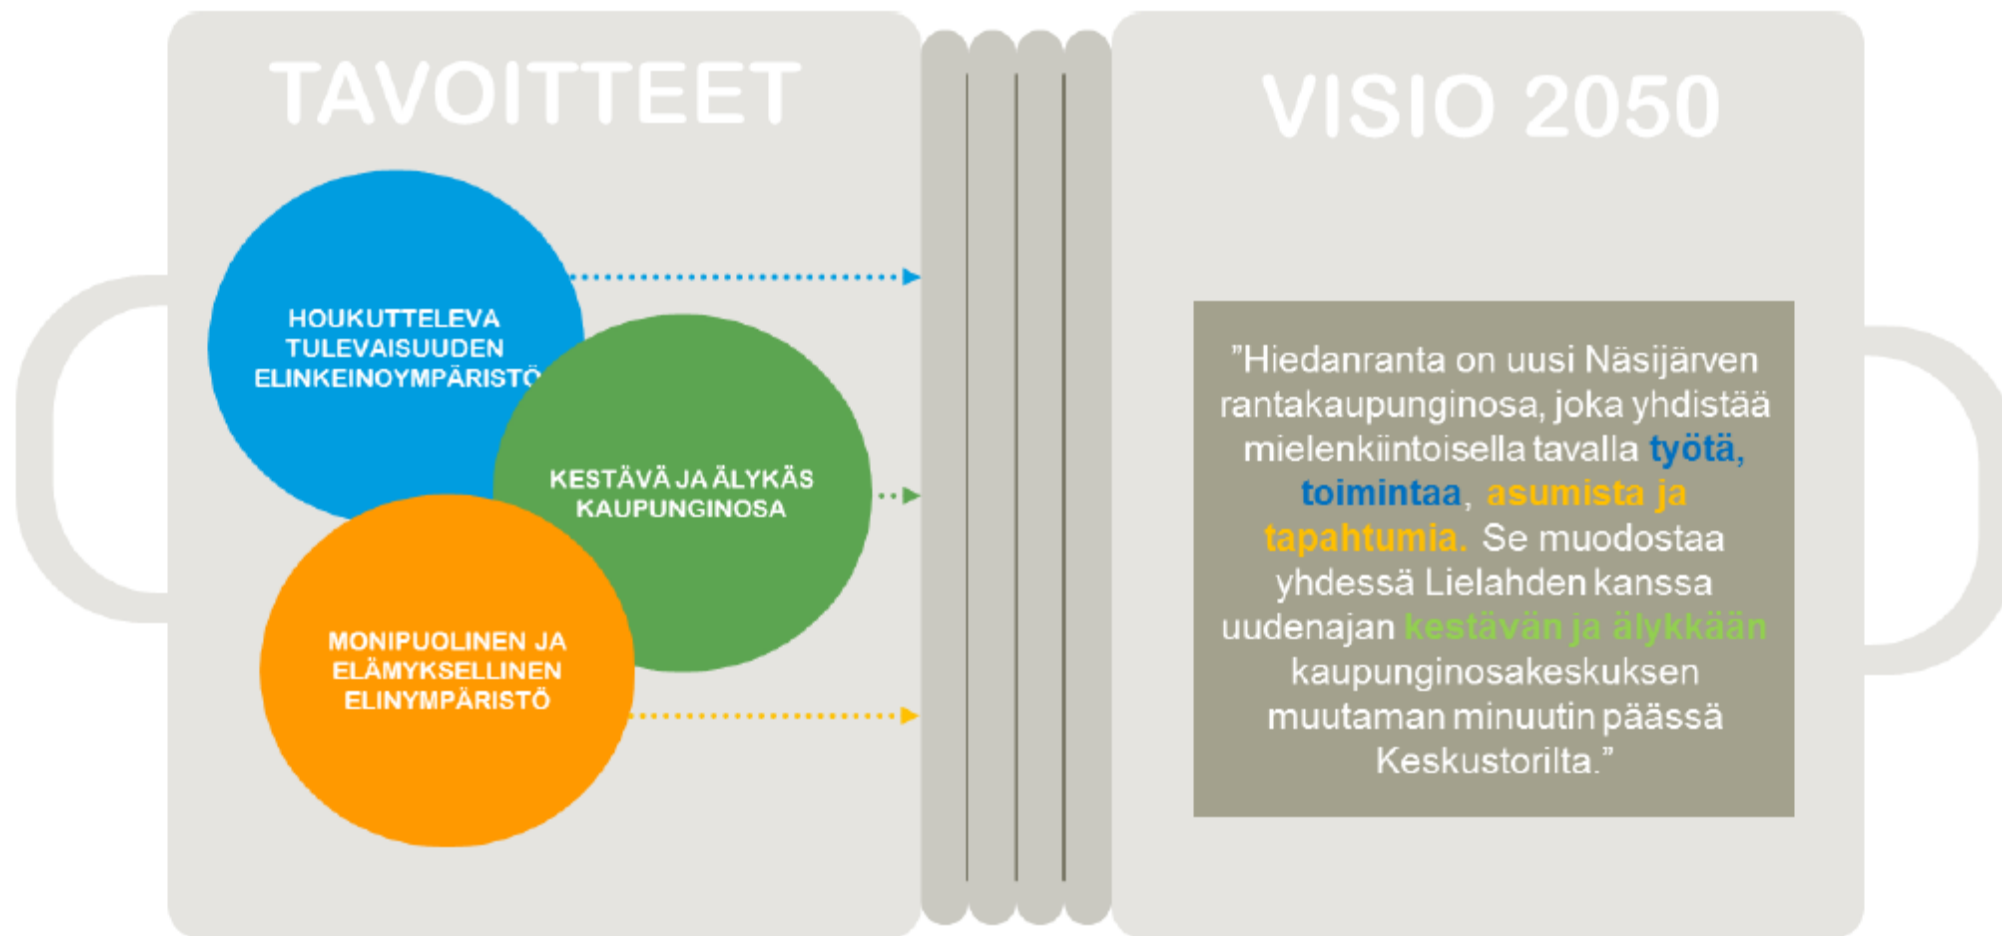 TAVOITTEET
HOUKUTTELEVA
TULEVAISUUDEN
ELINKEINOYMPÄRISTÖ
KESTÄVÄ JA ÄLYKÄS
KAUPUNGINOSA
MONIPUOLINEN JA
ELÄMYKSELLINEN
ELINYMPÄRISTÖ
VISIO 2050
”Hiedanranta on uusi Näsijärven
rantakaupunginosa, joka yhdistää
mielenkiintoisella tavalla työtä,
toimintaa, asumista ja
tapahtumia. Se muodostaa
yhdessä Lielahden kanssa
uudenajan kestävän ja älykkään
kaupunginosakeskuksen
muutaman minuutin päässä
Keskustorilta.”